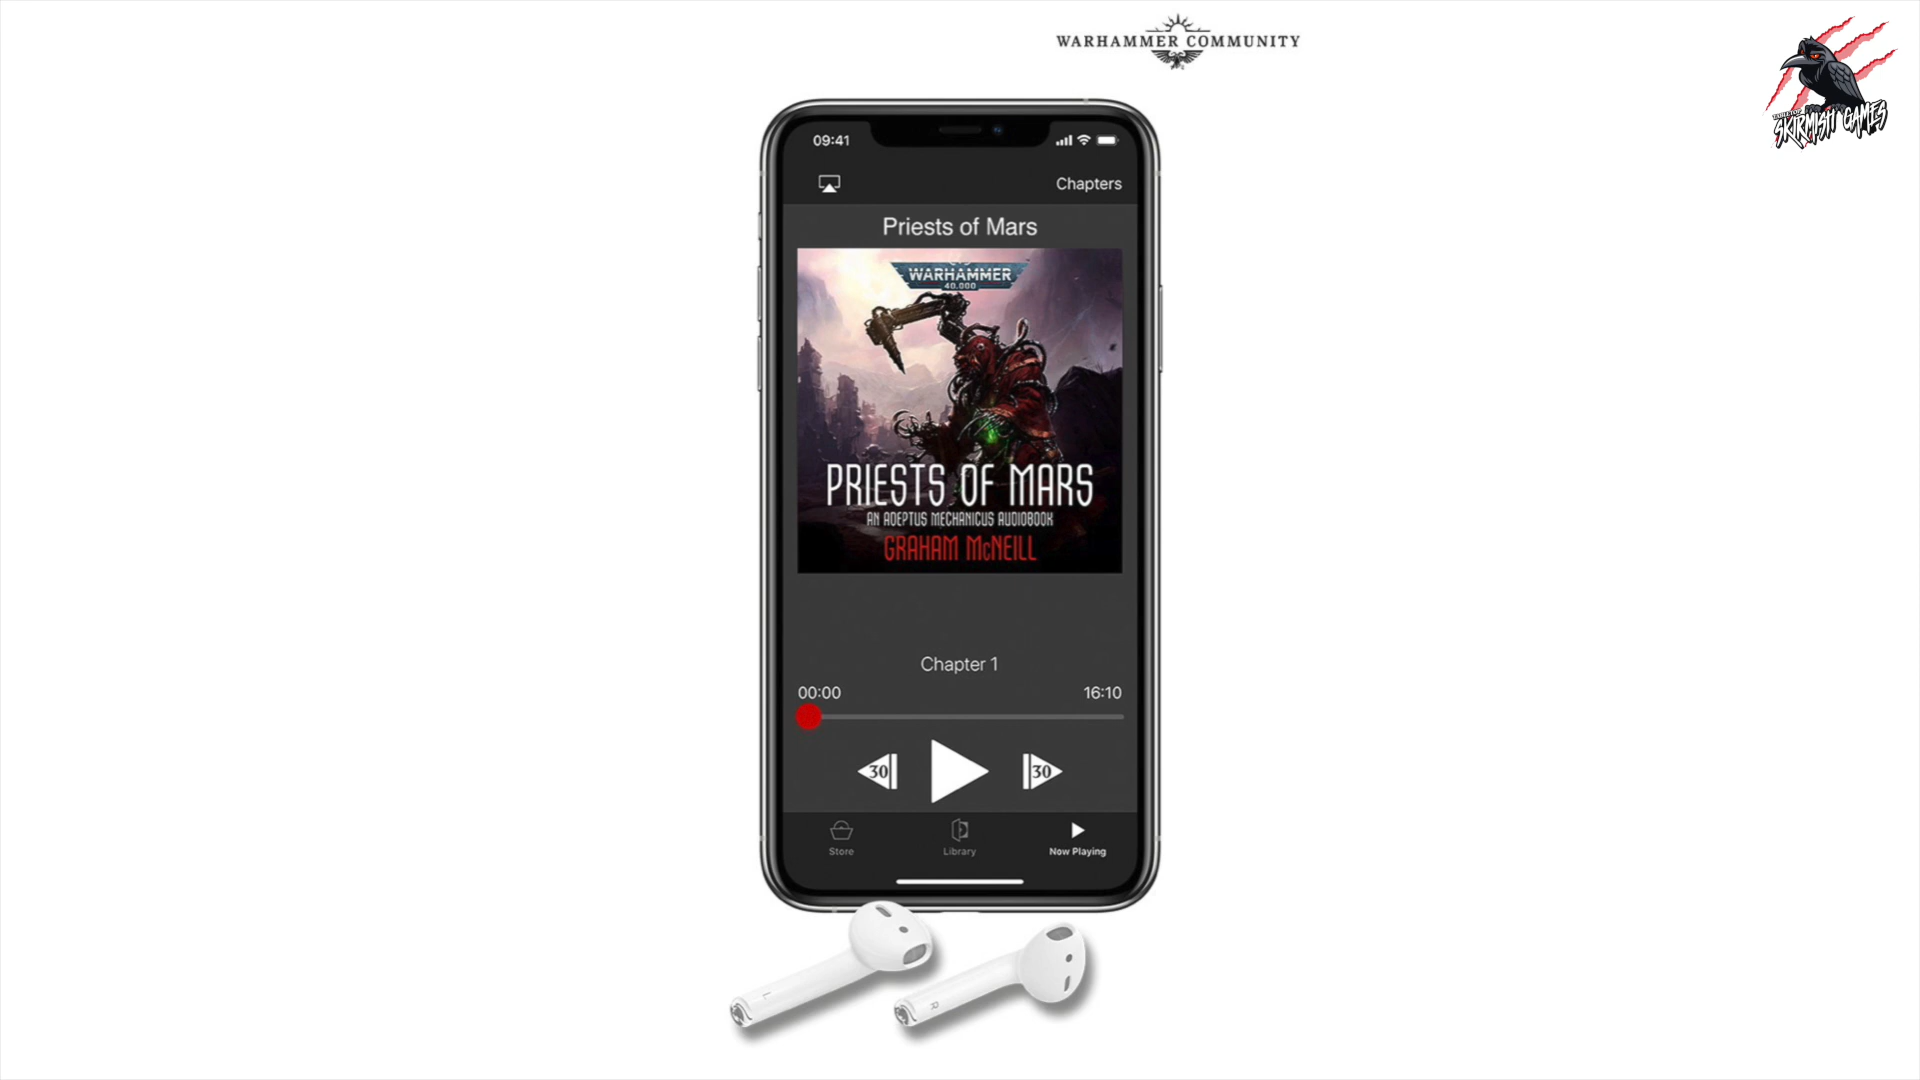 WARHAMMER COMMUNITY
SKIRMISH GAMES
09:41
Chapters
Priests of Mars
WARHAMMER
40,000
PRIESTS OF MARS
AN ADEPTUS MECHANICUS AUDIOBOOK
GRAHAM McNEILL
Chapter 1
00:00
16:10
30
30
Store
Library
Now Playing
L
R